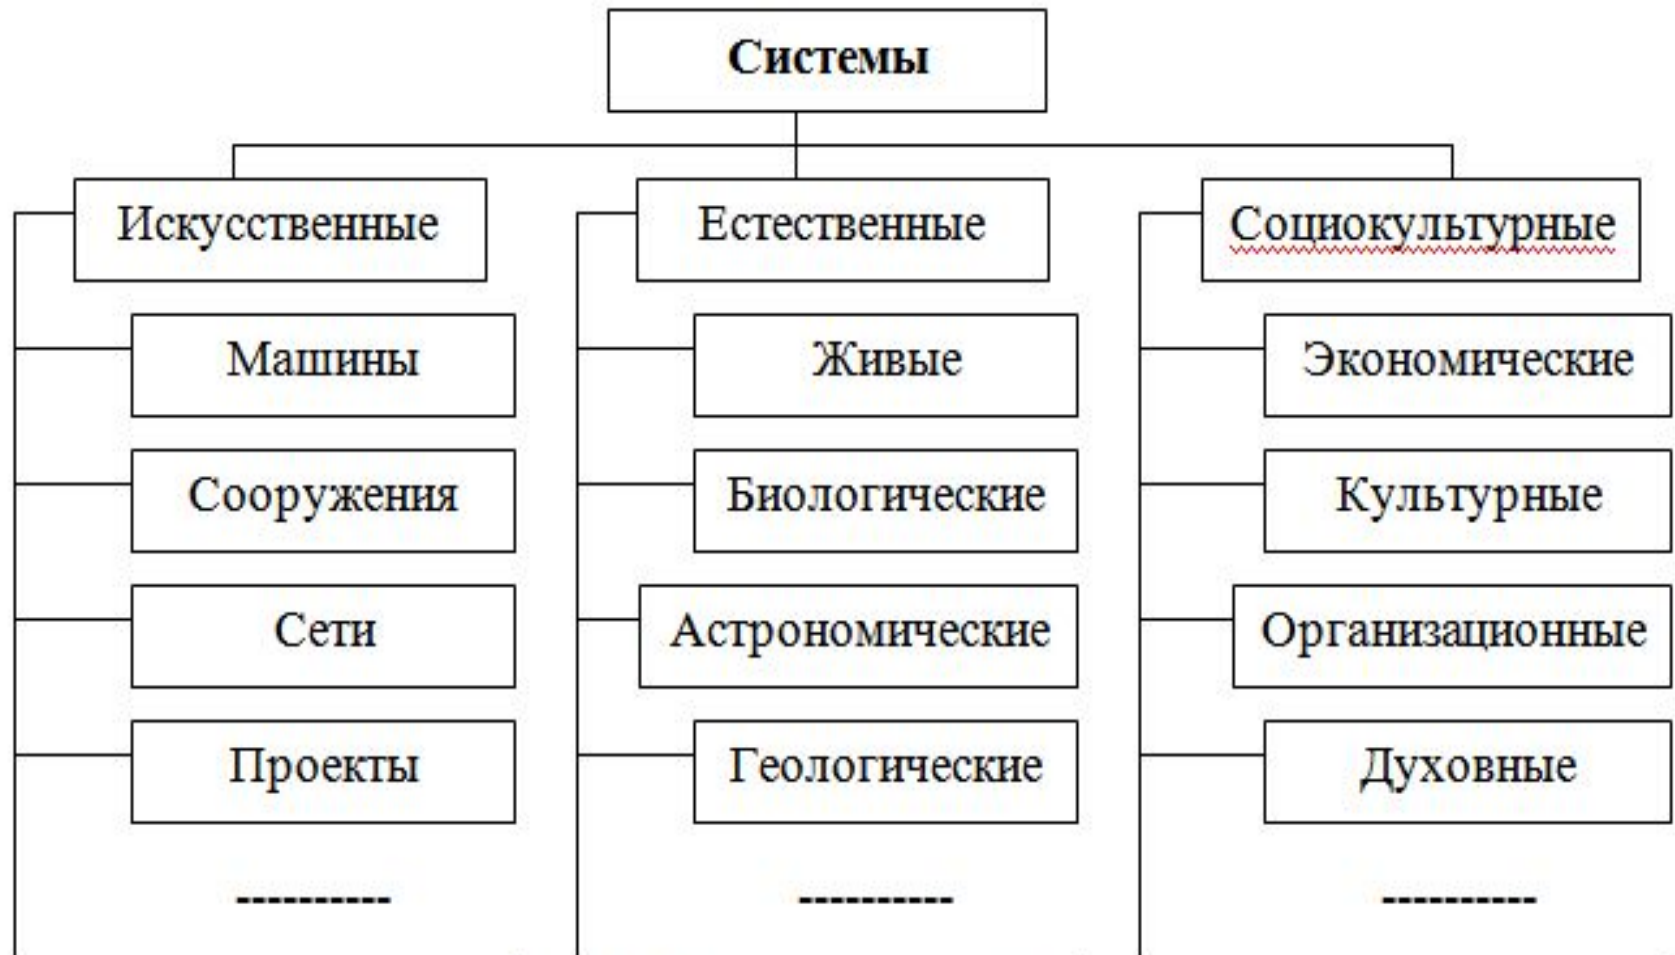 Системы
Искусственные
Машины
Сооружения
Сети
Проекты
----------
Естественные
Живые
Биологические
Астрономические
Геологические
----------
Социокультурные
Экономические
Культурные
Организационные
Духовные
----------